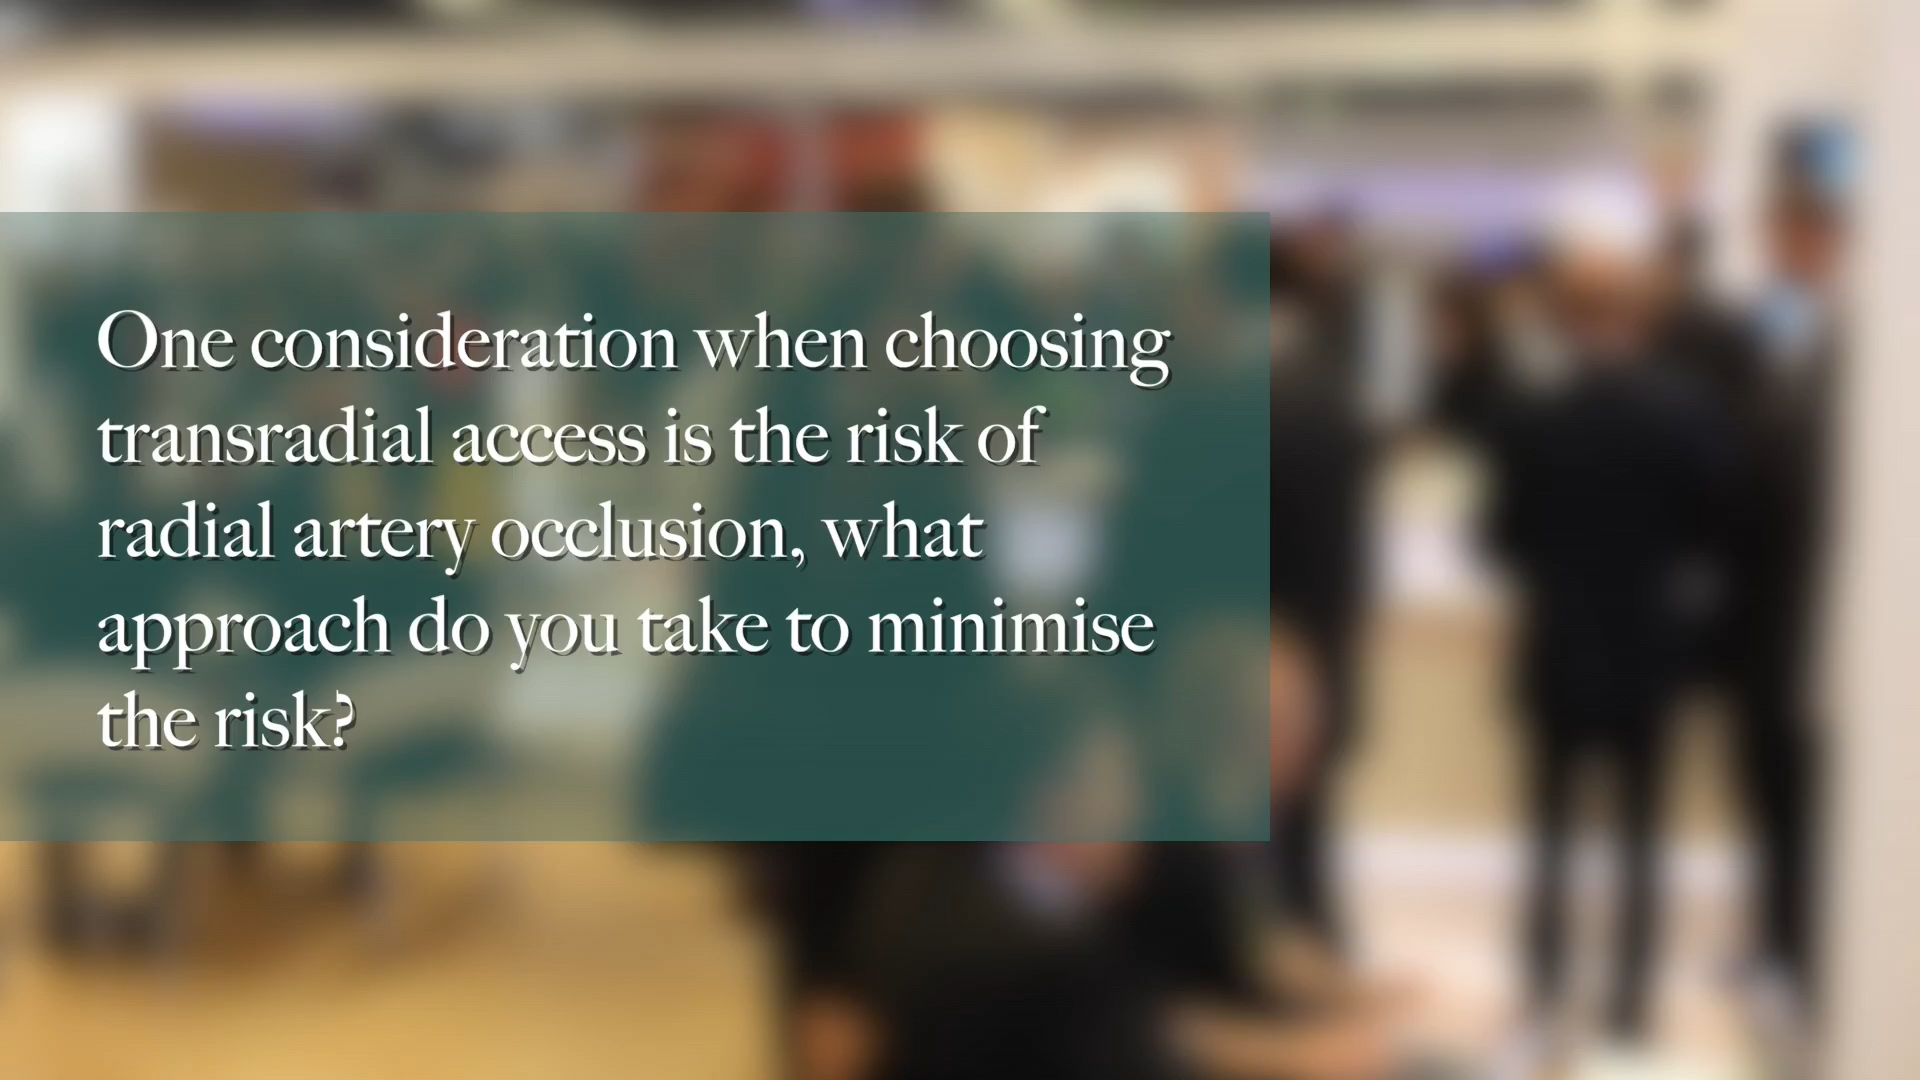 One consideration when choosing
transradial access is the risk of
radial artery occlusion, what
approach do you take to minimise
the risk?